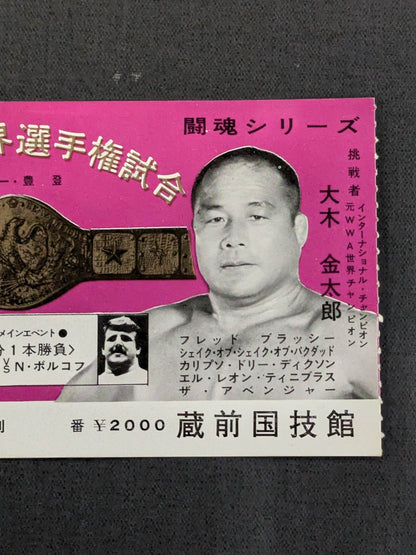 闘魂シリーズ
界選手権試合
ー・豊登
挑戦者
インターナショナル・チャンピオン
元WWA世界チャンピオン
大木 金太郎
メインエベント●
分1本勝負〉
VS N・ボルコフ
フレッド ブラッシー
シェイク・オブ・シェイク・オブ・バクダッド
カリプソ・ドリー・ディクソン
エル・レオン・ティニプラス
ザ・アベンジャー
番 ¥2000 蔵前国技館